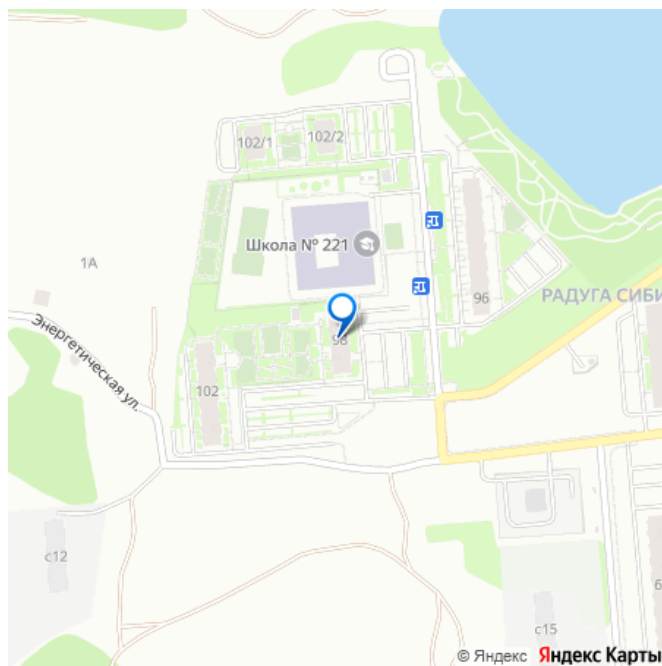 102/1
102/2
Школа № 221
1А
96
РАДУГА СИБИ
Энергетическая ул.
98
102
с12
6
с15
© Яндекс Яндекс Карты